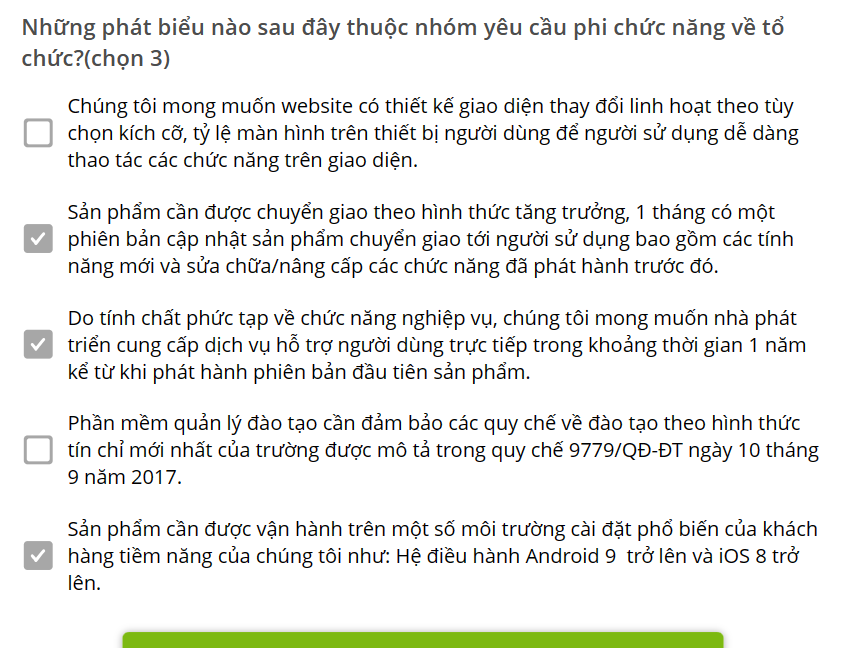 Những phát biểu nào sau đây thuộc nhóm yêu cầu phi chức năng về tổ
chức?(chọn 3)
Chúng tôi mong muốn website có thiết kế giao diện thay đổi linh hoạt theo tùy
chọn kích cỡ, tỷ lệ màn hình trên thiết bị người dùng để người sử dụng dễ dàng
thao tác các chức năng trên giao diện.
Sản phẩm cần được chuyển giao theo hình thức tăng trưởng, 1 tháng có một
phiên bản cập nhật sản phẩm chuyển giao tới người sử dụng bao gồm các tính
năng mới và sửa chữa/nâng cấp các chức năng đã phát hành trước đó.
Do tính chất phức tạp về chức năng nghiệp vụ, chúng tôi mong muốn nhà phát
triển cung cấp dịch vụ hỗ trợ người dùng trực tiếp trong khoảng thời gian 1 năm
kể từ khi phát hành phiên bản đầu tiên sản phẩm.
Phần mềm quản lý đào tạo cần đảm bảo các quy chế về đào tạo theo hình thức
tín chỉ mới nhất của trường được mô tả trong quy chế 9779/QĐ-ĐT ngày 10 tháng
9 năm 2017.
Sản phẩm cần được vận hành trên một số môi trường cài đặt phổ biến của khách
hàng tiềm năng của chúng tôi như: Hệ điều hành Android 9 trở lên và iOS 8 trở
lên.